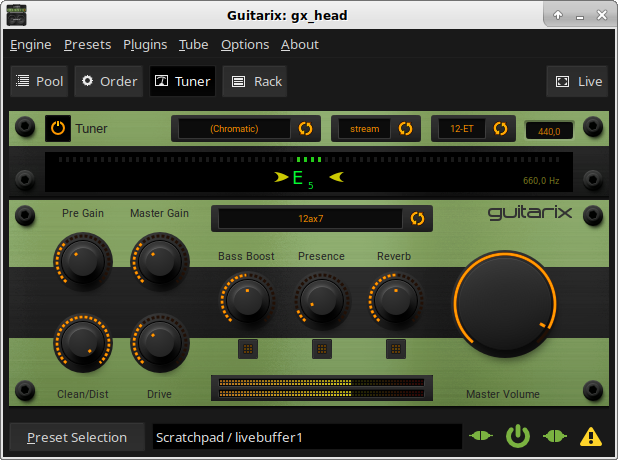 Guitarix: gx_head
Engine Presets Plugins Tube Options About
Pool Order Tuner Rack Live
Tuner (Chromatic) stream 12-ET 440,0
E 5 660,0 Hz
Pre Gain Master Gain 12ax7 guitarix
Bass Boost Presence Reverb
Clean/Dist Drive Master Volume
Preset Selection Scratchpad / livebuffer1